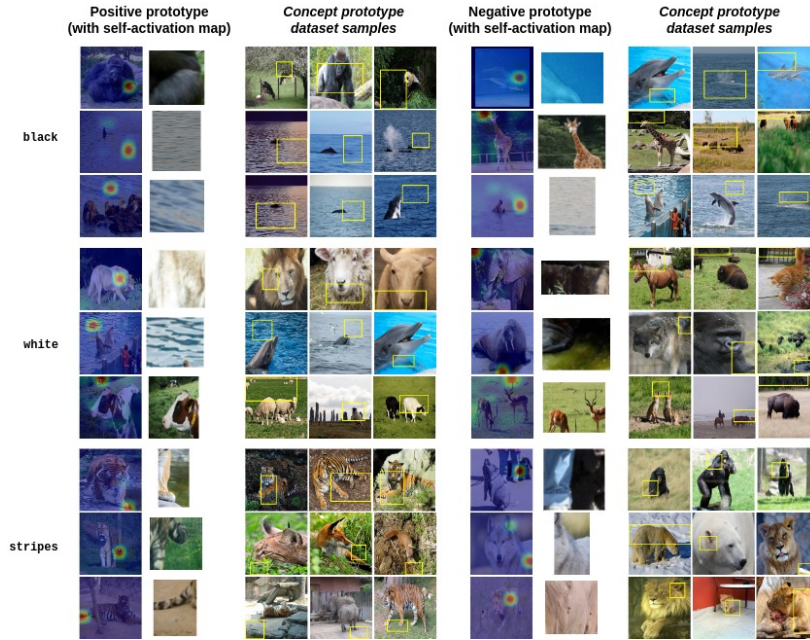 Positive prototype
(with self-activation map)
Concept prototype
dataset samples
Negative prototype
(with self-activation map)
Concept prototype
dataset samples
black
white
stripes